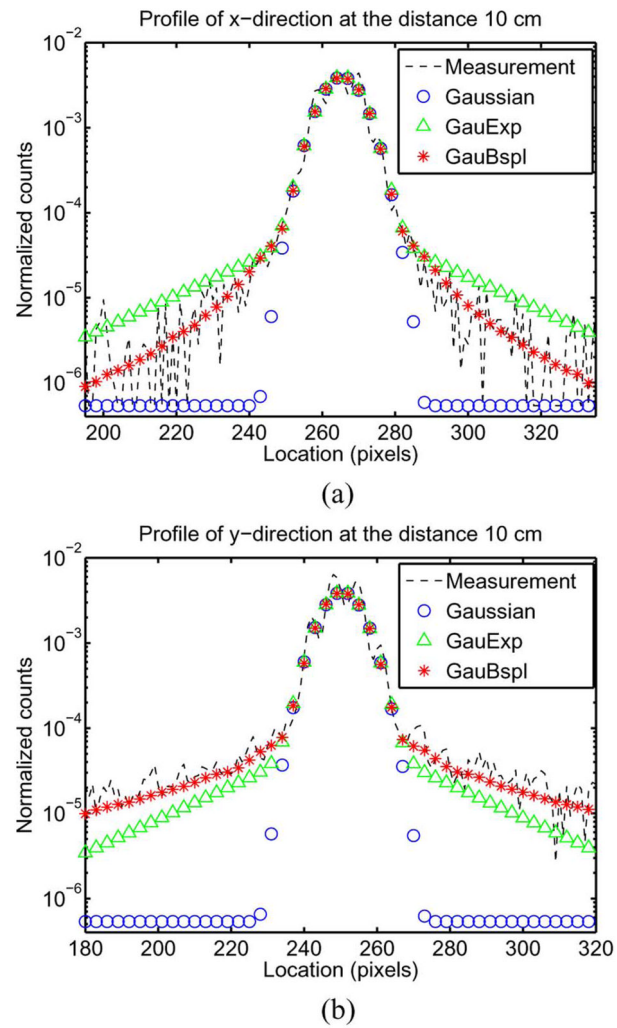 Profile of x−direction at the distance 10 cm
10−2
10−3
10−4
10−5
10−6
Normalized counts
Measurement
Gaussian
GauExp
GauBspl
200 220 240 260 280 300 320
Location (pixels)
(a)
Profile of y−direction at the distance 10 cm
10−2
10−3
10−4
10−5
10−6
Normalized counts
Measurement
Gaussian
GauExp
GauBspl
180 200 220 240 260 280 300 320
Location (pixels)
(b)